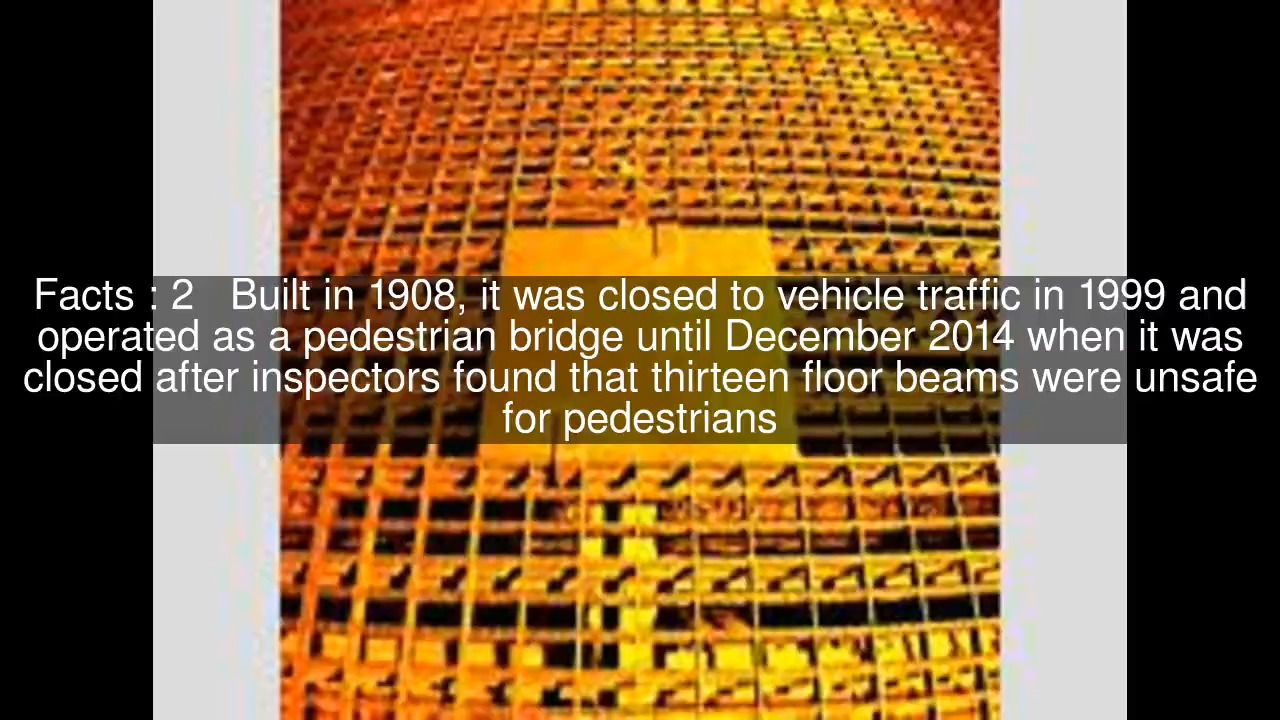 Facts : 2   Built in 1908, it was closed to vehicle traffic in 1999 and
operated as a pedestrian bridge until December 2014 when it was
closed after inspectors found that thirteen floor beams were unsafe
for pedestrians